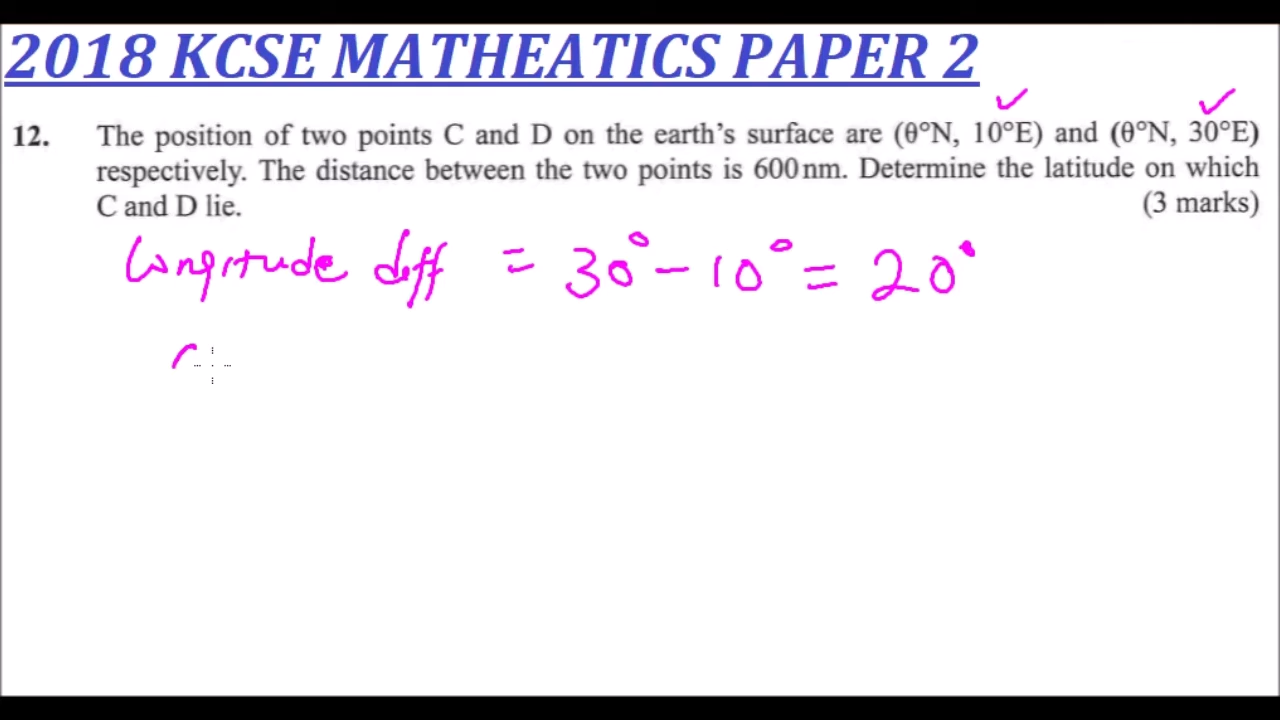 2018 KCSE MATHEATICS PAPER 2
12. The position of two points C and D on the earth's surface are (θ°N, 10°E) and (θ°N, 30°E)
respectively. The distance between the two points is 600 nm. Determine the latitude on which
C and D lie. (3 marks)
longitude diff = 30° - 10° = 20°